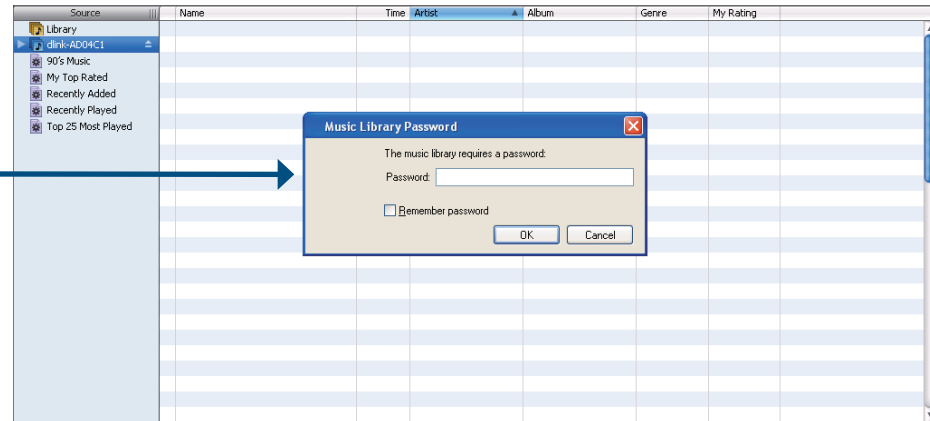 Source Name Time Artist Album Genre My Rating
Library
dlink-AD04C1
90's Music
My Top Rated
Recently Added
Recently Played
Top 25 Most Played
Music Library Password
The music library requires a password:
Password:
Remember password
OK Cancel